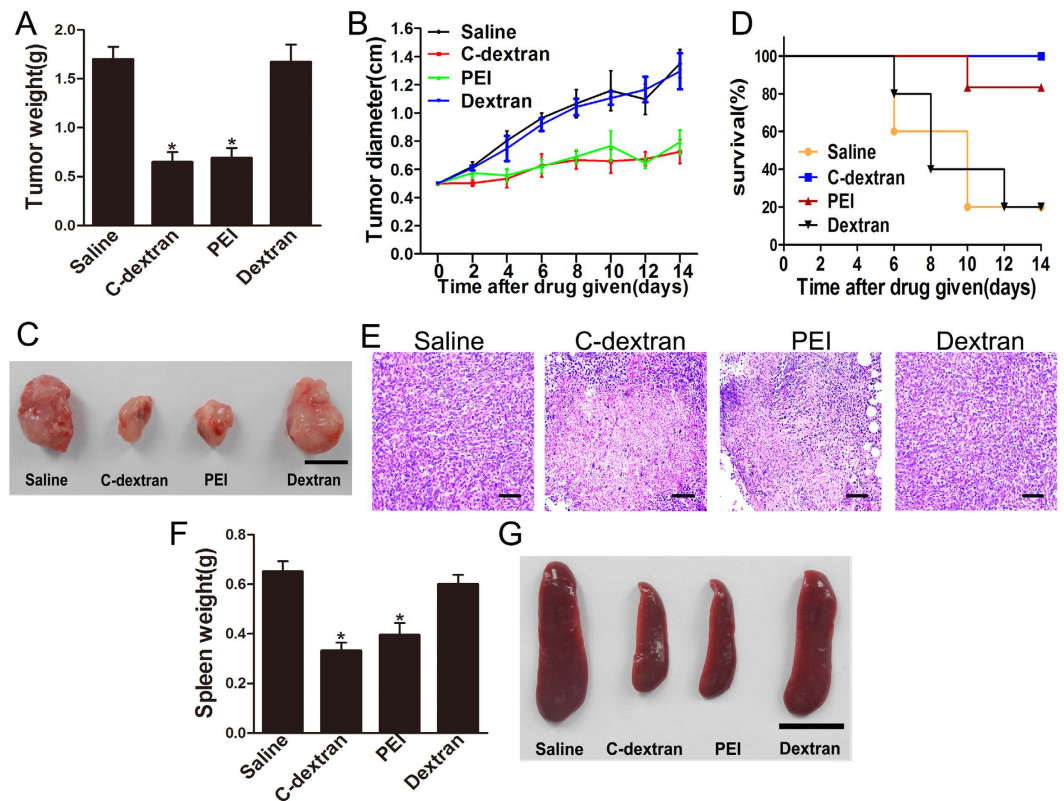 A
Tumor weight(g)
2.0
1.5
1.0
0.5
0.0
*
*
Saline
C-dextran
PEI
Dextran
B
Tumor diameter(cm)
1.6
1.4
1.2
1.0
0.8
0.6
0.4
0.2
0.0
Saline
C-dextran
PEI
Dextran
0 2 4 6 8 10 12 14
Time after drug given(days)
D
survival(%)
100
80
60
40
20
0
Saline
C-dextran
PEI
Dextran
0 2 4 6 8 10 12 14
Time after drug given(days)
C
Saline C-dextran PEI Dextran
E
Saline C-dextran PEI Dextran
F
Spleen weight(g)
0.8
0.6
0.4
0.2
0.0
*
*
Saline
C-dextran
PEI
Dextran
G
Saline C-dextran PEI Dextran